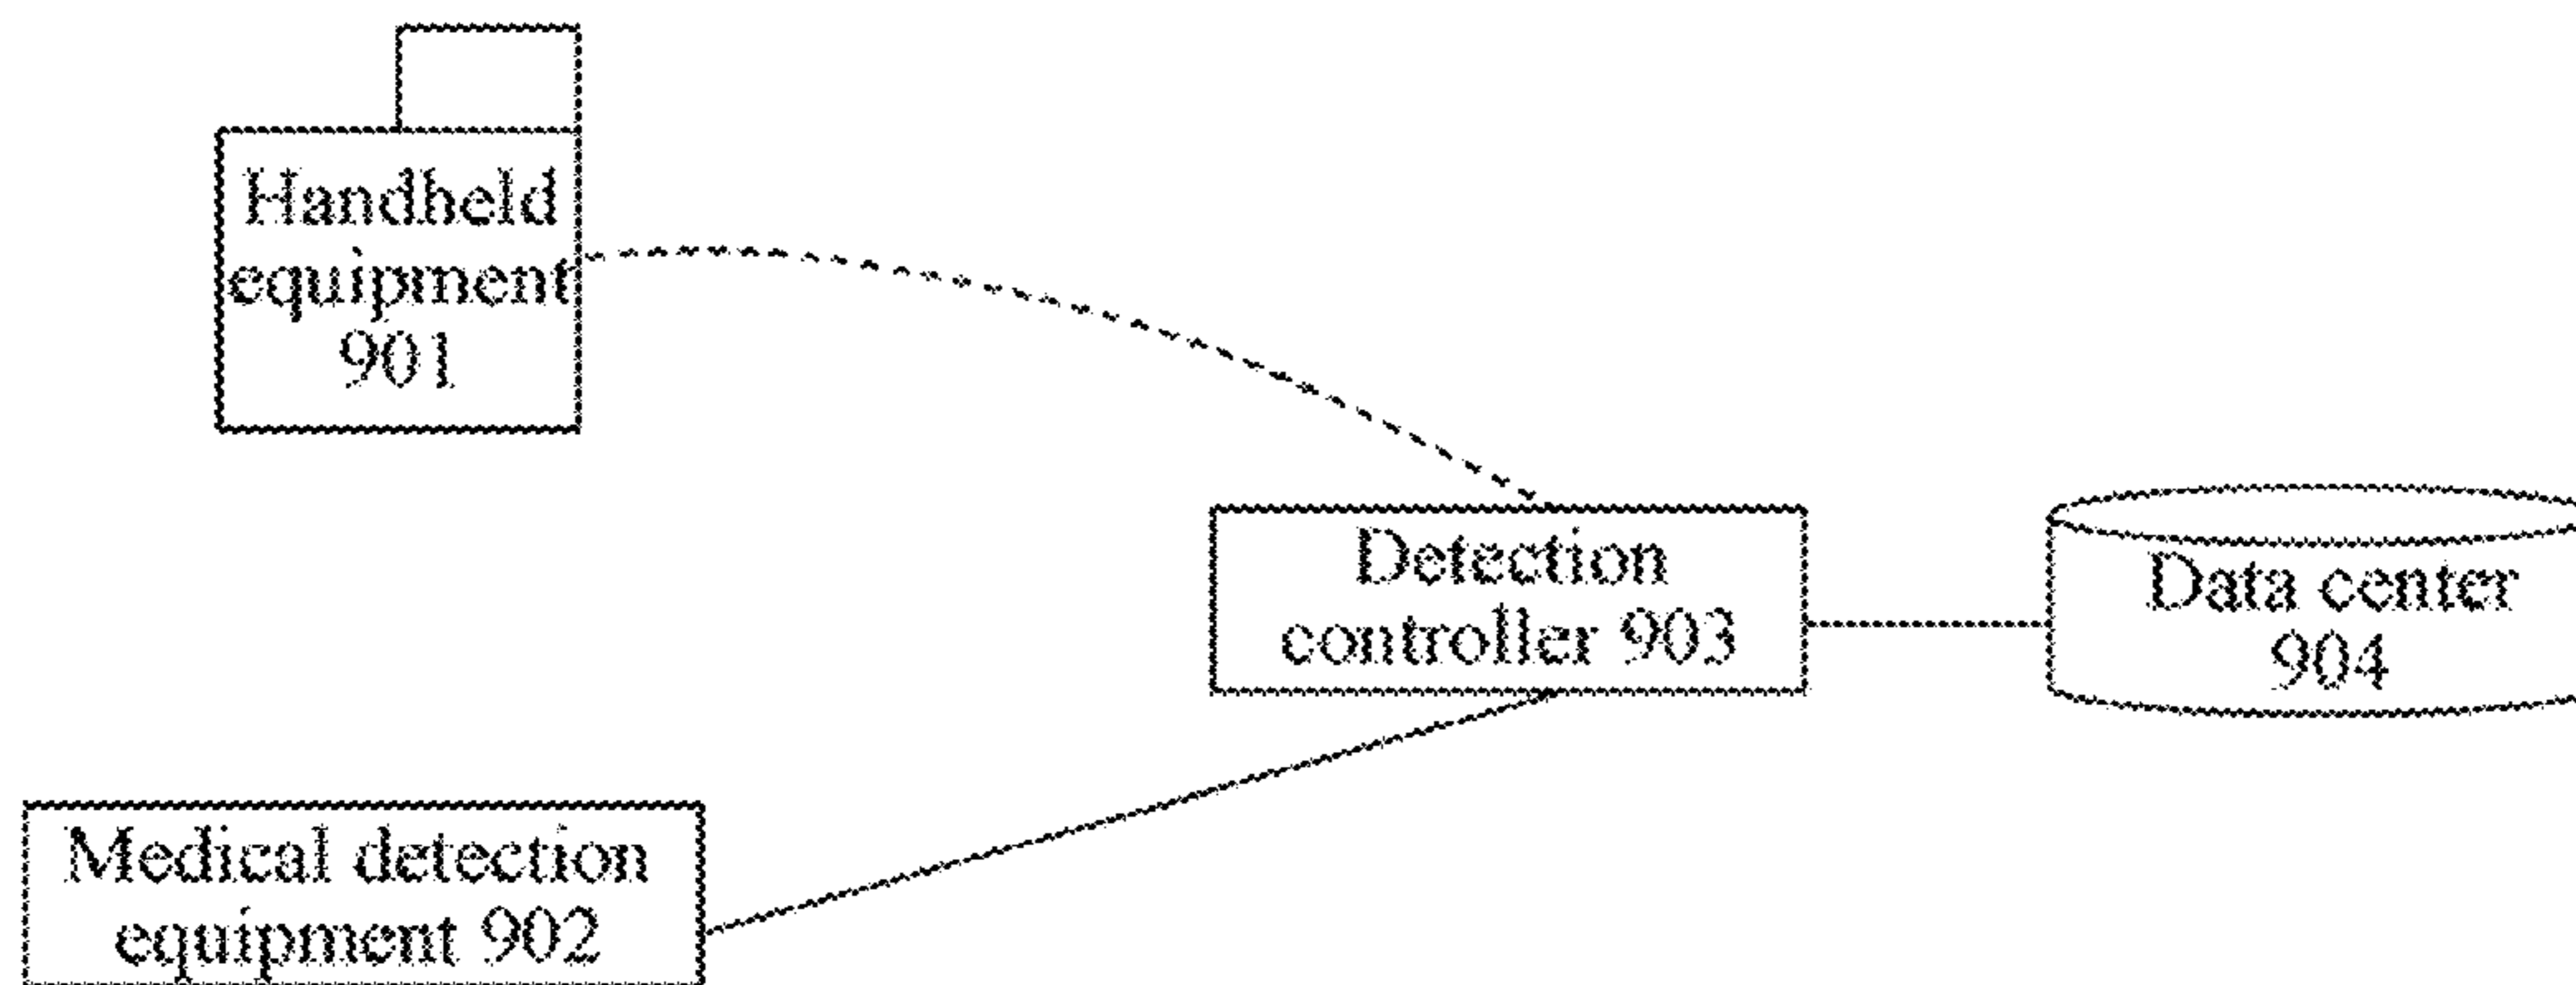 Handheld
equipment
901
Detection
controller 903
Data center
904
Medical detection
equipment 902